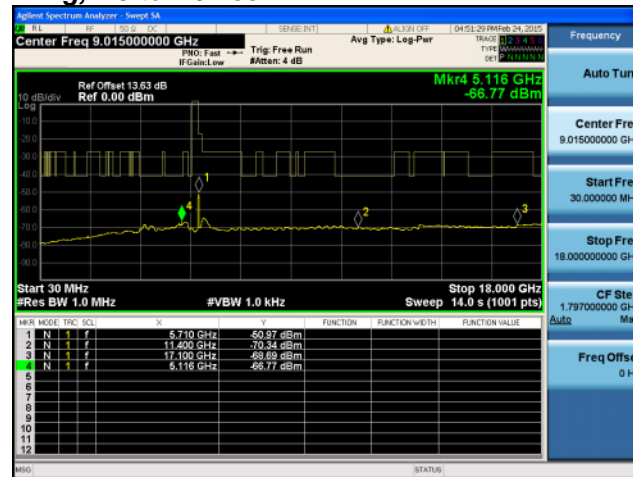 Agilent Spectrum Analyzer - Swept SA
RL RF 50 Ω DC SENSE:INT ALIGN OFF 04:51:29 PM Feb 24, 2015
Center Freq 9.015000000 GHz
PNO: Fast
IFGain:Low
Trig: Free Run
#Atten: 4 dB
Avg Type: Log-Pwr
TRACE 1 2 3 4 5 6
TYPE
DET P N N N N N
Ref Offset 13.63 dB
10 dB/div Ref 0.00 dBm
Log
Mkr4 5.116 GHz
-66.77 dBm
-10.0
-20.0
-30.0
-40.0
-50.0
-60.0
-70.0
-80.0
-90.0
1
4
2
3
Start 30 MHz Stop 18.000 GHz
#Res BW 1.0 MHz #VBW 1.0 kHz Sweep 14.0 s (1001 pts)
MKR MODE TRC SCL X Y FUNCTION FUNCTION WIDTH FUNCTION VALUE
1 N 1 f 5.710 GHz -50.97 dBm
2 N 1 f 11.400 GHz -70.34 dBm
3 N 1 f 17.100 GHz -68.69 dBm
4 N 1 f 5.116 GHz -66.77 dBm
5
6
7
8
9
10
11
12
MSG STATUS
Frequency
Auto Tun
Center Fre
9.015000000 GH
Start Fre
30.000000 MH
Stop Fre
18.000000000 GH
CF Ste
1.797000000 GH
Auto Ma
Freq Offse
0 H